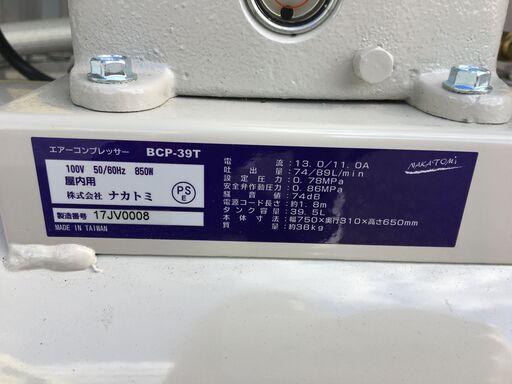 エアーコンプレッサー BCP-39T
100V 50/60Hz 850W
屋内用
株式会社 ナカトミ
PS
E
製造番号 17JV0008
MADE IN TAIWAN
電流:13.0/11.0A
吐出量:74/89L/min
設定圧力:0.78MPa
安全弁作動圧力:0.86MPa
騒音値:74dB
電源コード長さ:約1.8m
タンク容量:39.5L
本体寸法:幅750×奥行310×高さ650mm
質量:約38kg
NAKATOMI